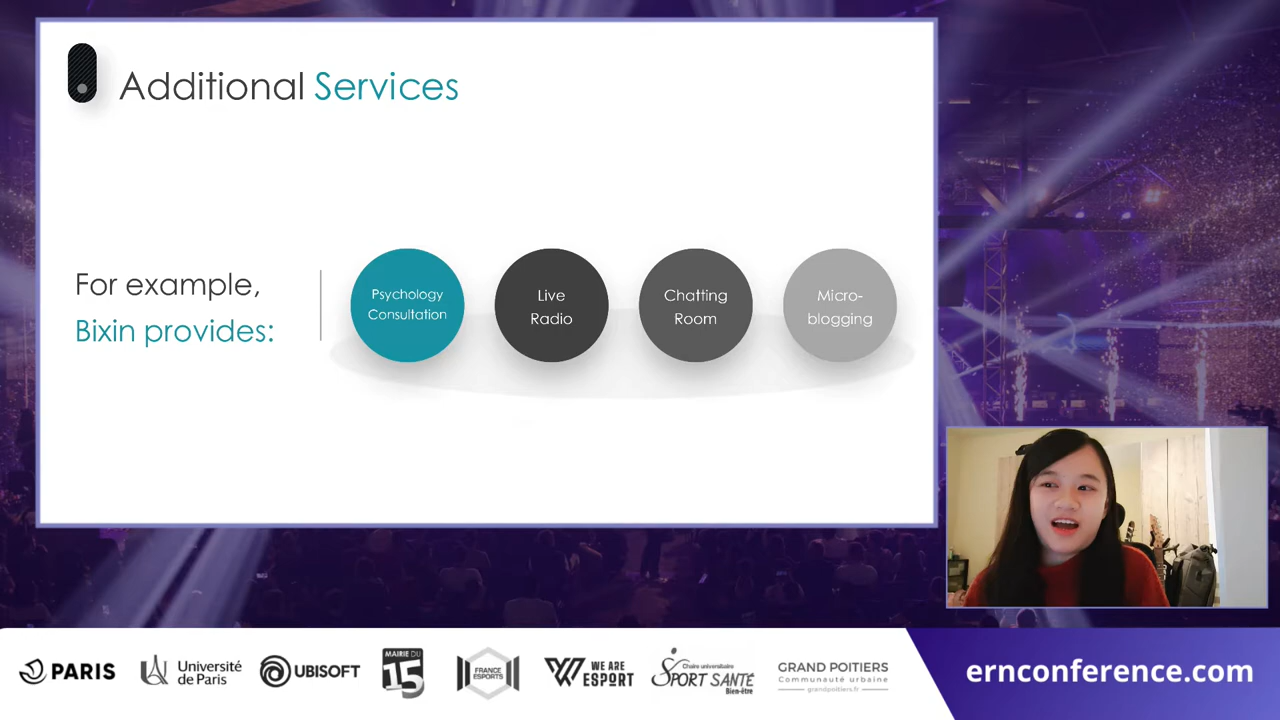 Additional Services
For example,
Bixin provides:
Psychology
Consultation
Live
Radio
Chatting
Room
Micro-
blogging
PARIS
Université
de Paris
UBISOFT
MAIRIE DU
15
FRANCE
ESPORTS
WE ARE
ESPORT
Chaire universitaire
SPORT SANTÉ
Bien-être
GRAND POITIERS
Communauté urbaine
grandpoitiers.fr
ernconference.com